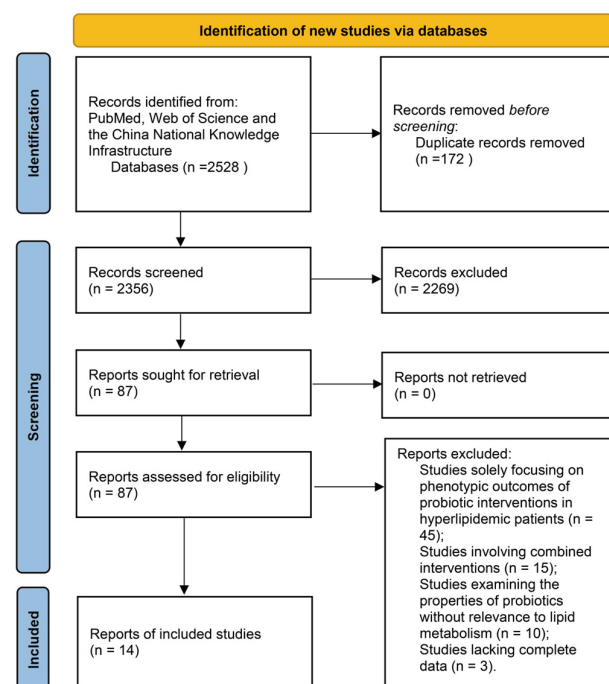 Identification of new studies via databases
Identification
Records identified from:
PubMed, Web of Science and
the China National Knowledge
Infrastructure
Databases (n =2528 )
Records removed before
screening:
Duplicate records removed
(n =172 )
Screening
Records screened
(n = 2356)
Records excluded
(n = 2269)
Reports sought for retrieval
(n = 87)
Reports not retrieved
(n = 0)
Reports assessed for eligibility
(n = 87)
Reports excluded:
Studies solely focusing on
phenotypic outcomes of
probiotic interventions in
hyperlipidemic patients (n =
45);
Studies involving combined
interventions (n = 15);
Studies examining the
properties of probiotics
without relevance to lipid
metabolism (n = 10);
Studies lacking complete
data (n = 3).
Included
Reports of included studies
(n = 14)